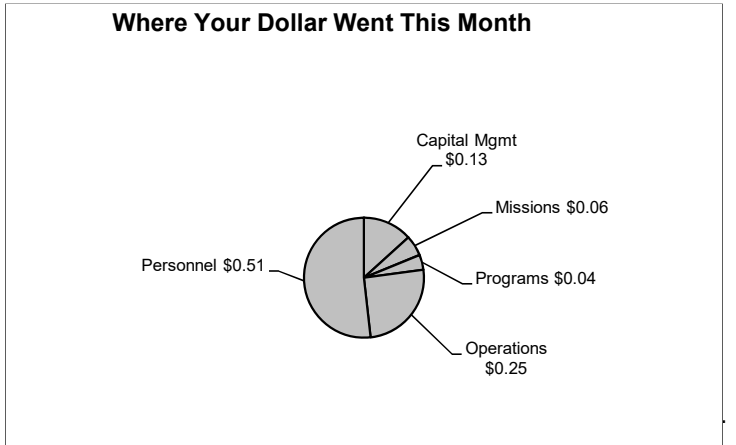 Where Your Dollar Went This Month
Capital Mgmt
$0.13
Missions $0.06
Personnel $0.51
Programs $0.04
Operations
$0.25
.